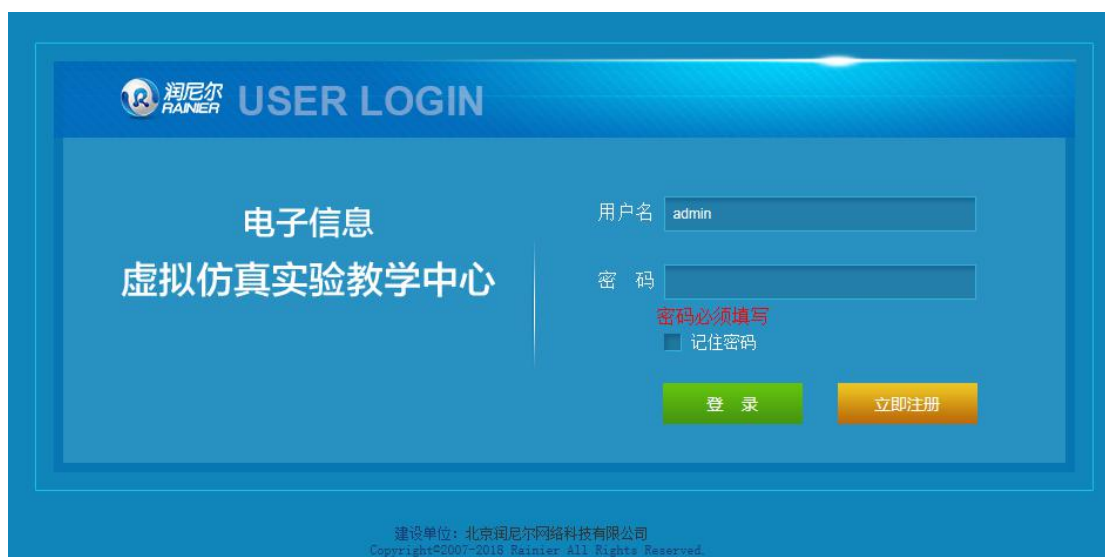 润尼尔
RAINIER
USER LOGIN
电子信息
虚拟仿真实验教学中心
用户名 admin
密 码
密码必须填写
记住密码
登 录
立即注册
建设单位：北京润尼尔网络科技有限公司
Copyright©2007-2018 Rainier All Rights Reserved.